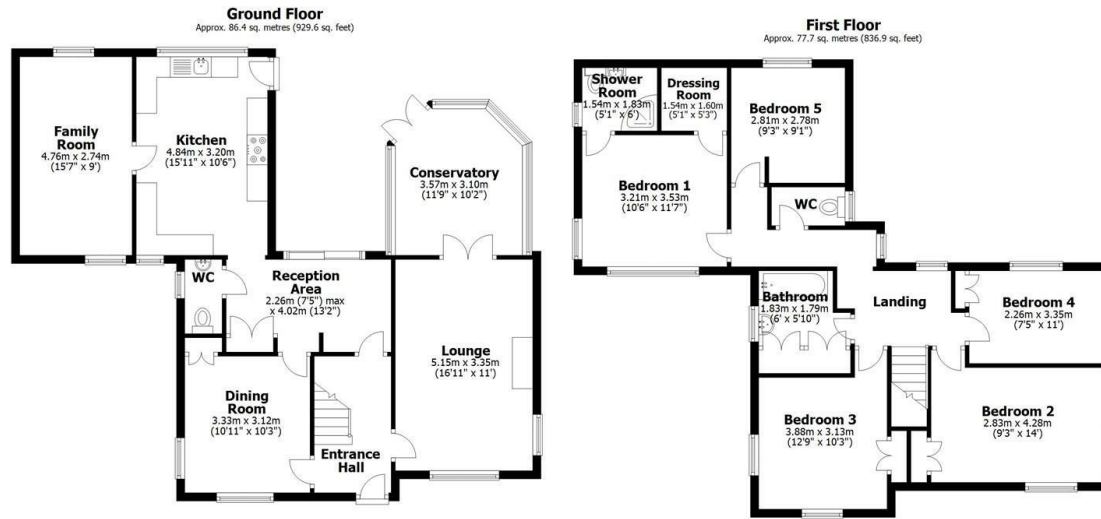 Ground Floor
Approx. 86.4 sq. metres (929.6 sq. feet)
Family
Room
4.76m x 2.74m
(15'7" x 9')
Kitchen
4.84m x 3.20m
(15'11" x 10'6")
Conservatory
3.57m x 3.10m
(11'9" x 10'2")
WC
Reception
Area
2.26m (7'5") max
x 4.02m (13'2")
Lounge
5.15m x 3.35m
(16'11" x 11')
Dining
Room
3.33m x 3.12m
(10'11" x 10'3")
Entrance
Hall
First Floor
Approx. 77.7 sq. metres (836.9 sq. feet)
Shower
Room
1.54m x 1.83m
(5'1" x 6')
Dressing
Room
1.54m x 1.60m
(5'1" x 5'3")
Bedroom 5
2.81m x 2.78m
(9'3" x 9'1")
Bedroom 1
3.21m x 3.53m
(10'6" x 11'7")
WC
Bathroom
1.83m x 1.79m
(6' x 5'10")
Landing
Bedroom 4
2.26m x 3.35m
(7'5" x 11')
Bedroom 3
3.88m x 3.13m
(12'9" x 10'3")
Bedroom 2
2.83m x 4.28m
(9'3" x 14')